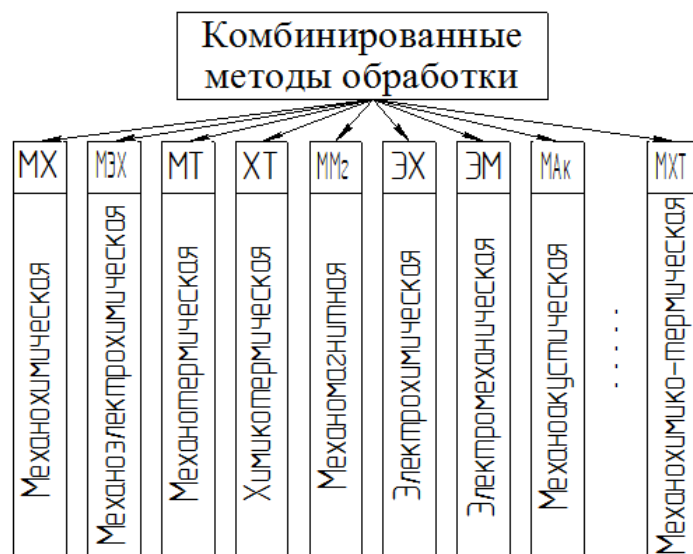 Комбинированные
методы обработки
МХ
МЭХ
МТ
ХТ
ММг
ЭХ
ЭМ
МАк
МХТ
Механохимическая
Механоэлектрохимическая
Механотермическая
Химикотермическая
Механомагнитная
Электрохимическая
Электромеханическая
Механоакустическая
. . . . . .
Механохимико-термическая